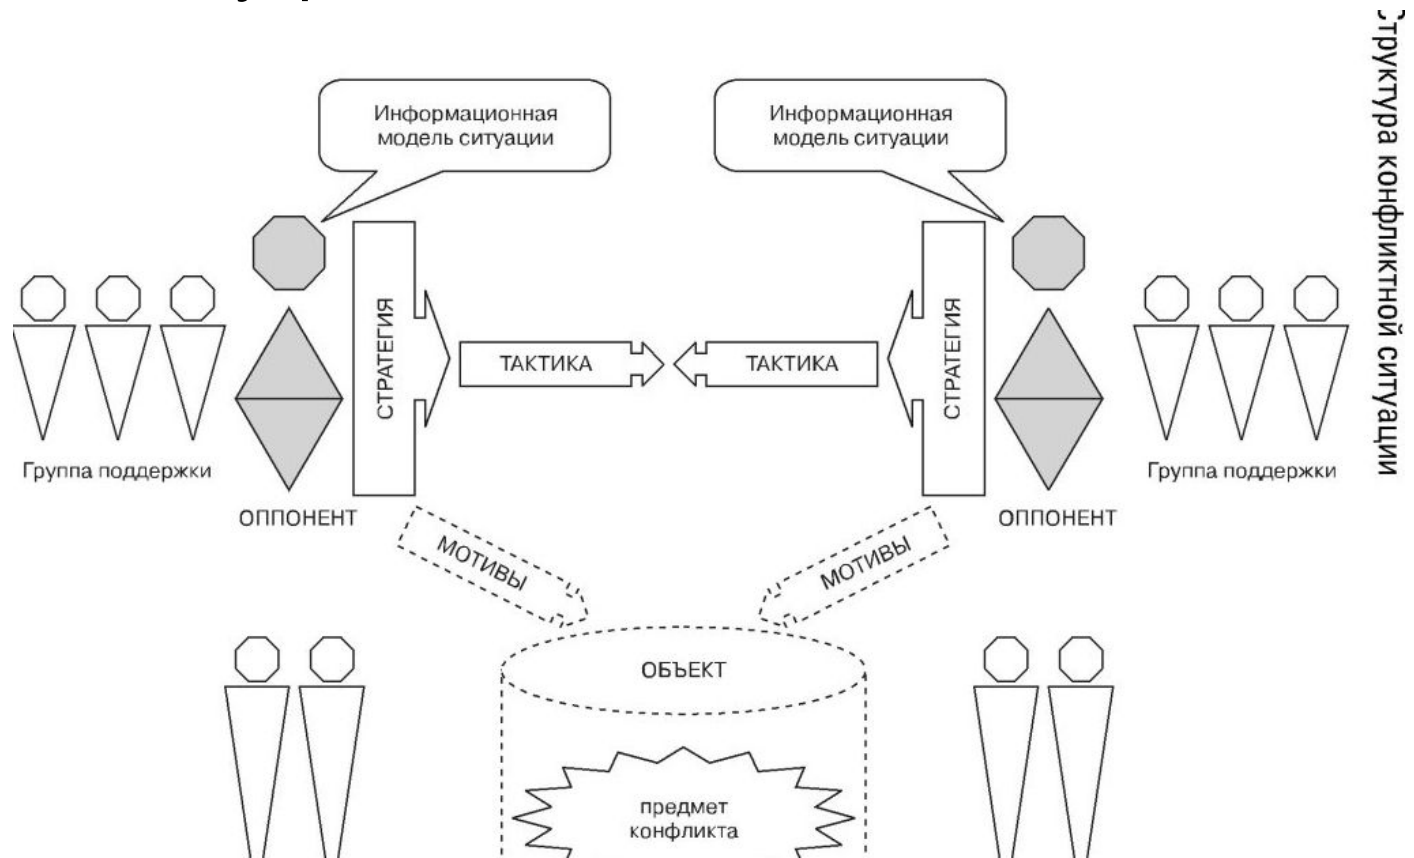 Структура конфликтной ситуации
Информационная
модель ситуации
Информационная
модель ситуации
СТРАТЕГИЯ
ТАКТИКА
ТАКТИКА
СТРАТЕГИЯ
Группа поддержки
Группа поддержки
ОППОНЕНТ
ОППОНЕНТ
МОТИВЫ
МОТИВЫ
ОБЪЕКТ
предмет
конфликта